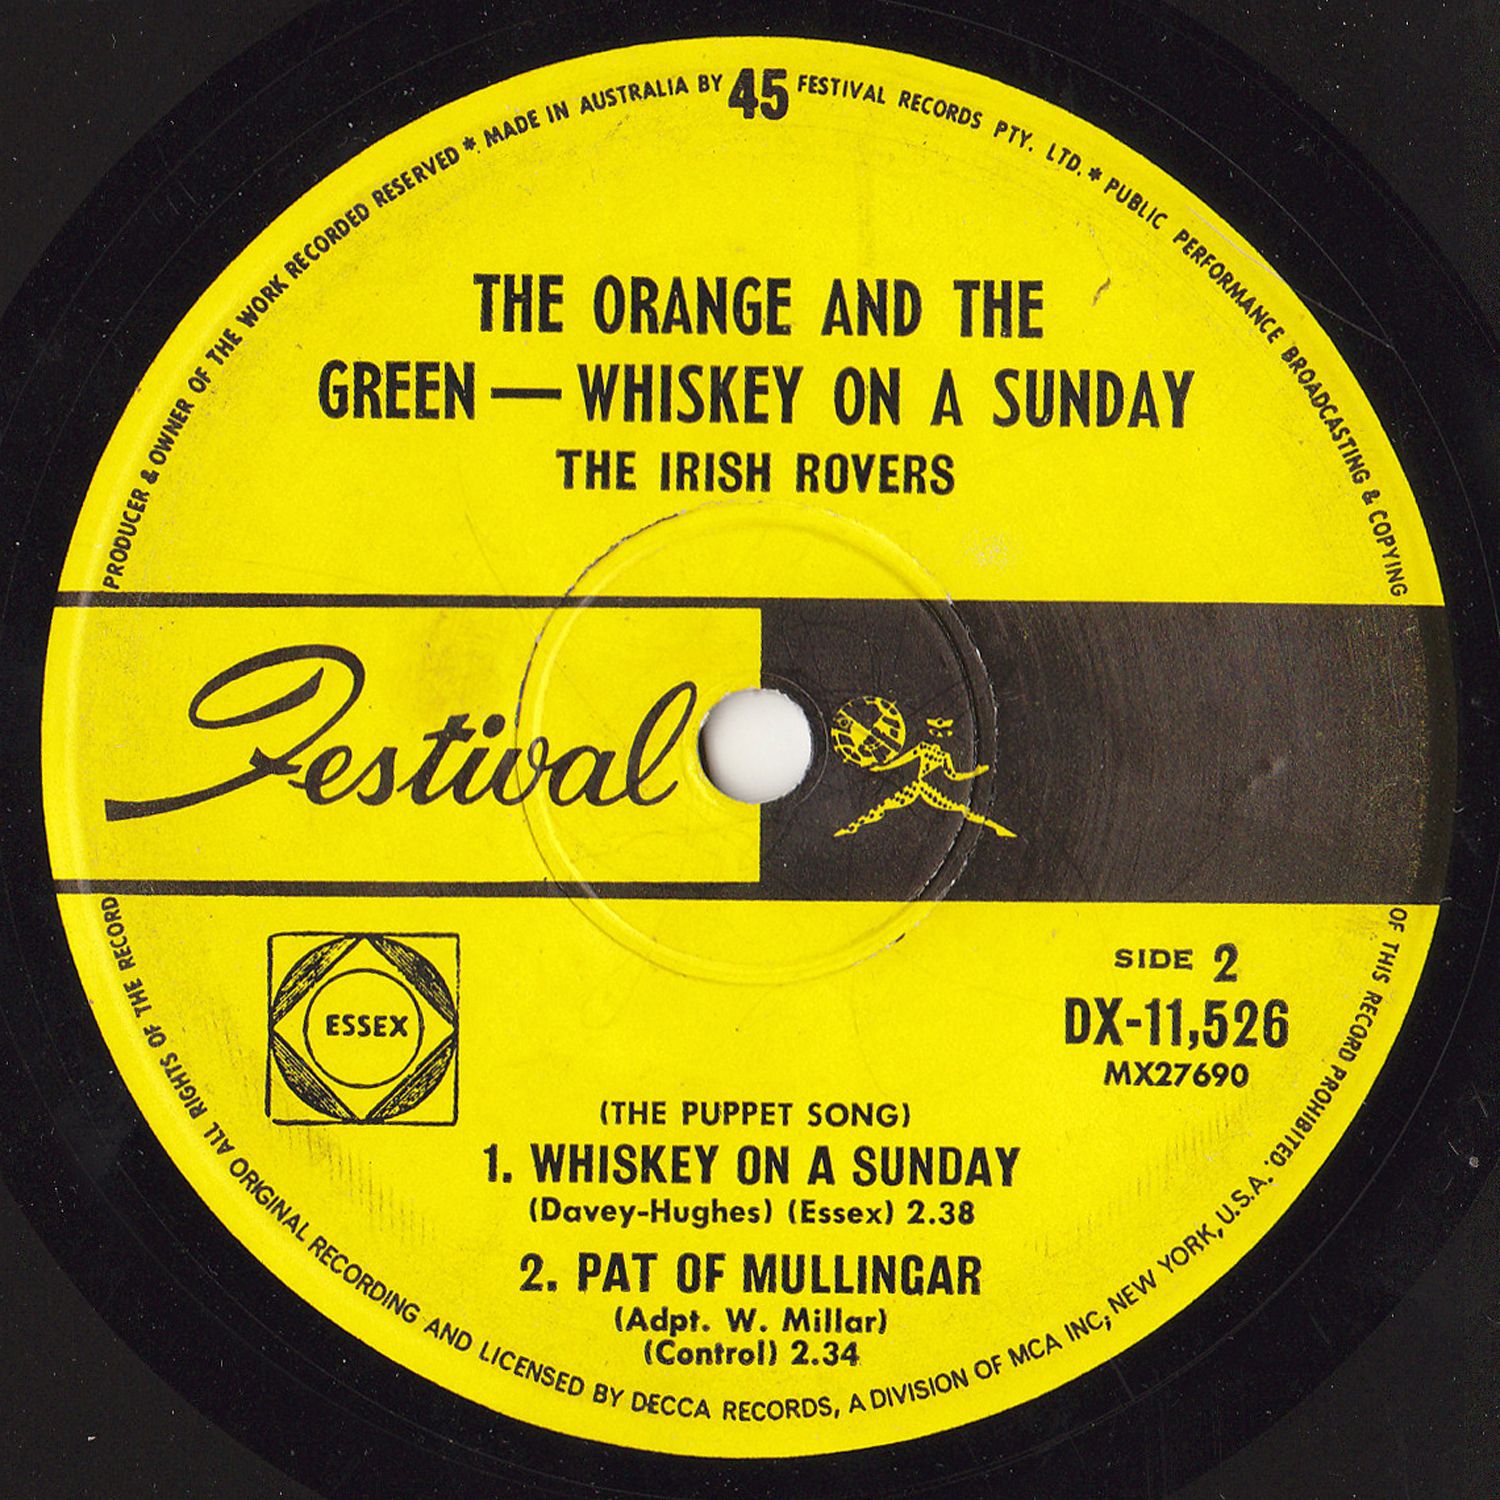 PRODUCER & OWNER OF THE WORK RECORDED RESERVED * MADE IN AUSTRALIA BY 45 FESTIVAL RECORDS PTY. LTD. * PUBLIC PERFORMANCE BROADCASTING & COPYING
THE ORANGE AND THE
GREEN — WHISKEY ON A SUNDAY
THE IRISH ROVERS
Festival
ESSEX
SIDE 2
DX-11,526
MX27690
(THE PUPPET SONG)
1. WHISKEY ON A SUNDAY
(Davey-Hughes) (Essex) 2.38
2. PAT OF MULLINGAR
(Adpt. W. Millar)
(Control) 2.34
OF THIS RECORD PROHIBITED.
ALL RIGHTS OF THE RECORD
ORIGINAL RECORDING AND LICENSED BY DECCA RECORDS, A DIVISION OF MCA INC, NEW YORK, U.S.A.